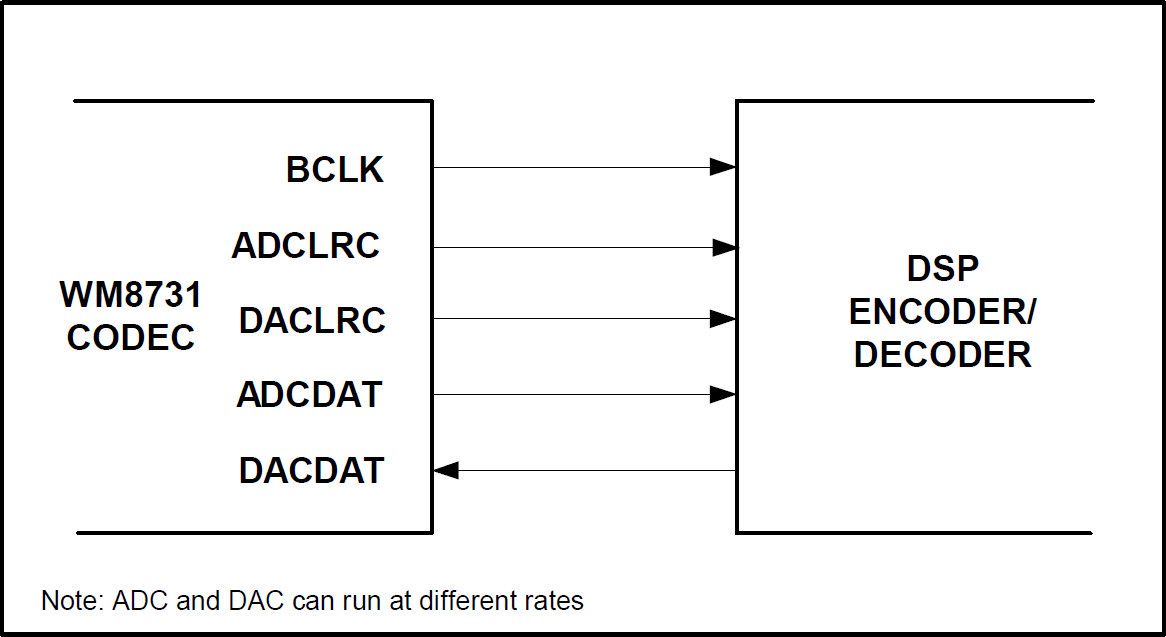 BCLK
ADCLRC
WM8731
CODEC
DACLRC
ADCDAT
DACDAT
DSP
ENCODER/
DECODER
Note: ADC and DAC can run at different rates